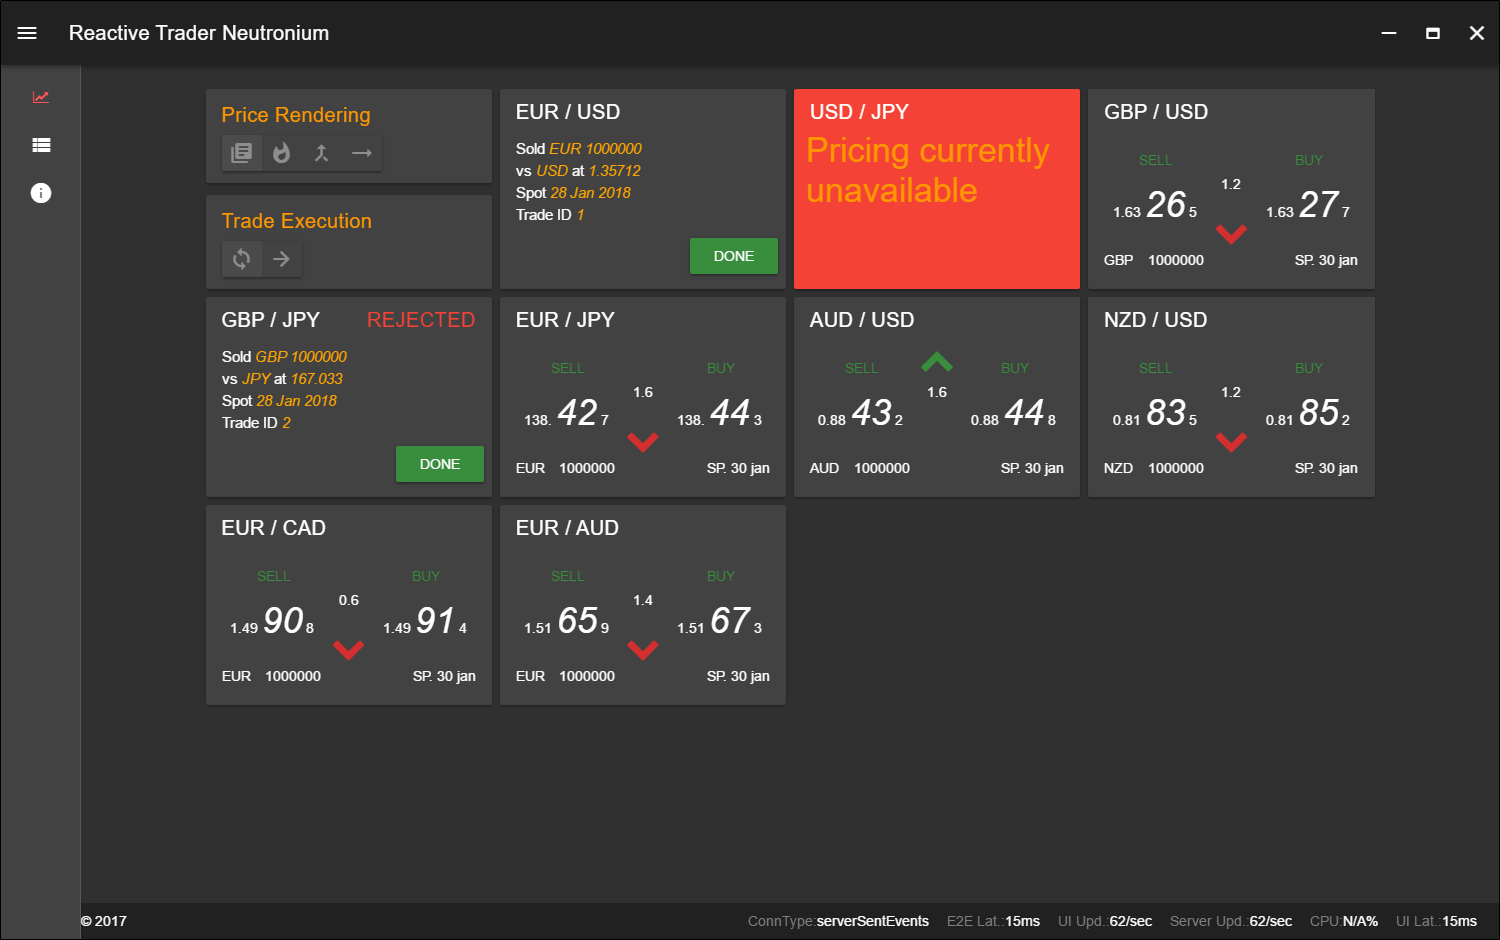 Reactive Trader Neutronium
Price Rendering
Trade Execution
EUR / USD
Sold EUR 1000000
vs USD at 1.35712
Spot 28 Jan 2018
Trade ID 1
DONE
USD / JPY
Pricing currently
unavailable
GBP / USD
SELL BUY
1.2
1.63 26 5 1.63 27 7
GBP 1000000 SP. 30 jan
GBP / JPY REJECTED
Sold GBP 1000000
vs JPY at 167.033
Spot 28 Jan 2018
Trade ID 2
DONE
EUR / JPY
SELL BUY
1.6
138. 42 7 138. 44 3
EUR 1000000 SP. 30 jan
AUD / USD
SELL BUY
1.6
0.88 43 2 0.88 44 8
AUD 1000000 SP. 30 jan
NZD / USD
SELL BUY
1.2
0.81 83 5 0.81 85 2
NZD 1000000 SP. 30 jan
EUR / CAD
SELL BUY
0.6
1.49 90 8 1.49 91 4
EUR 1000000 SP. 30 jan
EUR / AUD
SELL BUY
1.4
1.51 65 9 1.51 67 3
EUR 1000000 SP. 30 jan
© 2017 ConnType:serverSentEvents E2E Lat.:15ms UI Upd.:62/sec Server Upd.:62/sec CPU:N/A% UI Lat.:15ms